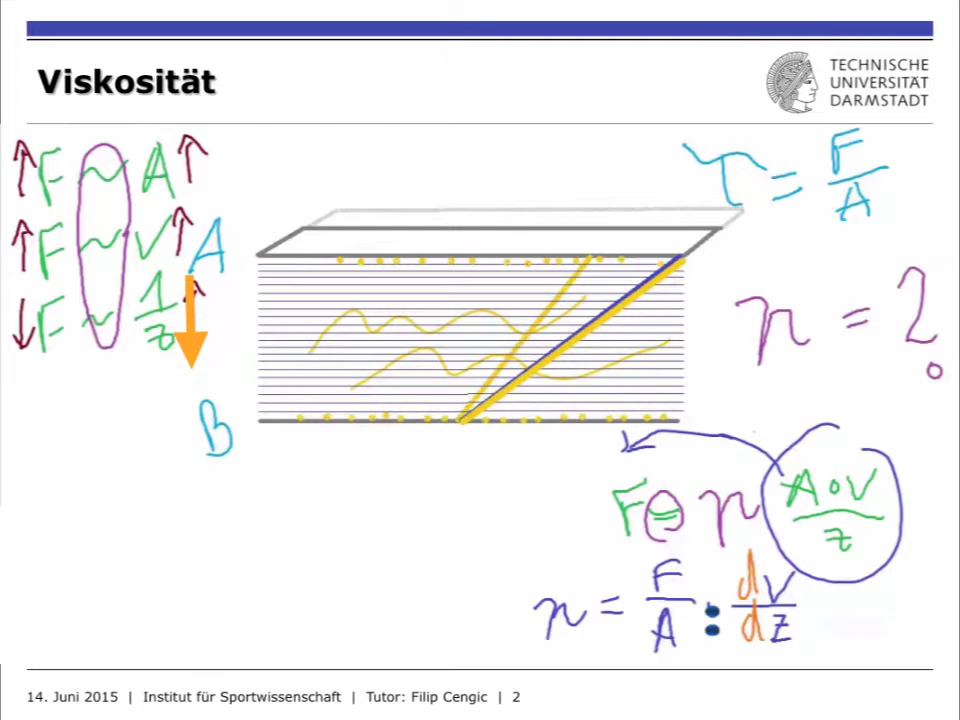 Viskosität
TECHNISCHE
UNIVERSITÄT
DARMSTADT
↑F ~ A↑
↑F ~ v↑
↓F ~ 1/z ↑
A
B
τ = F/A
η = ?
F = η A·v/z
η = F/A : dv/dz
14. Juni 2015 | Institut für Sportwissenschaft | Tutor: Filip Cengic | 2